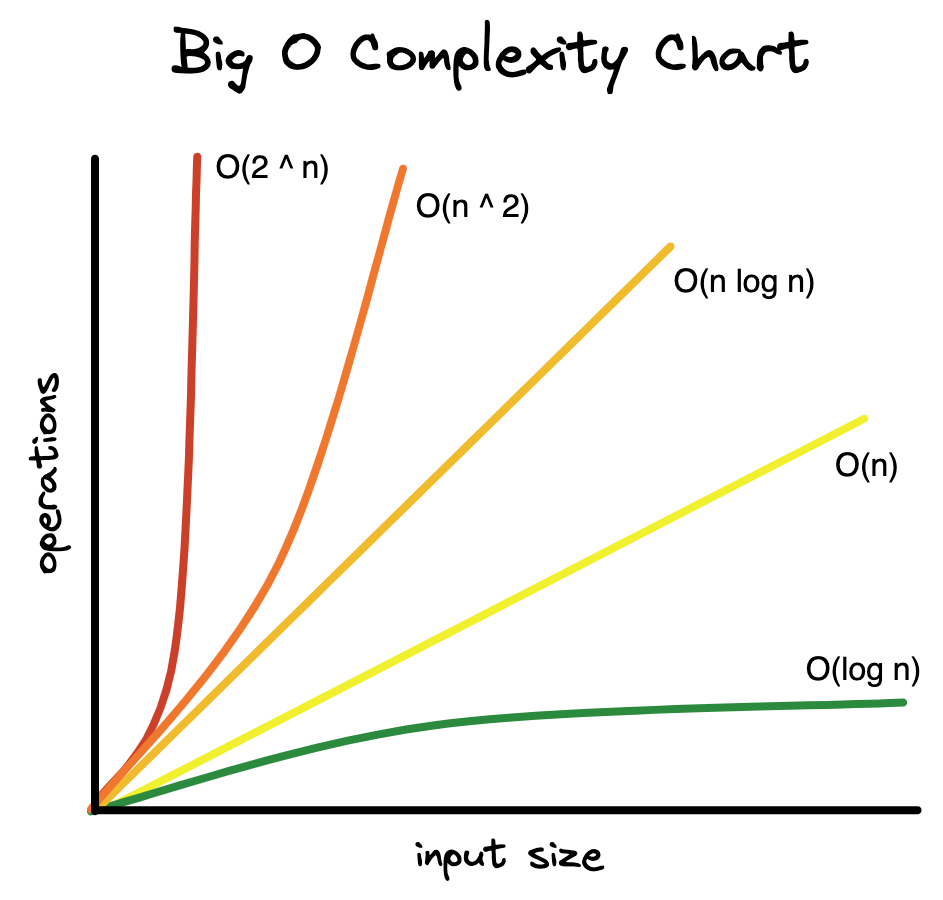 Big O Complexity Chart
O(2 ^ n)
O(n ^ 2)
O(n log n)
O(n)
O(log n)
operations
input size